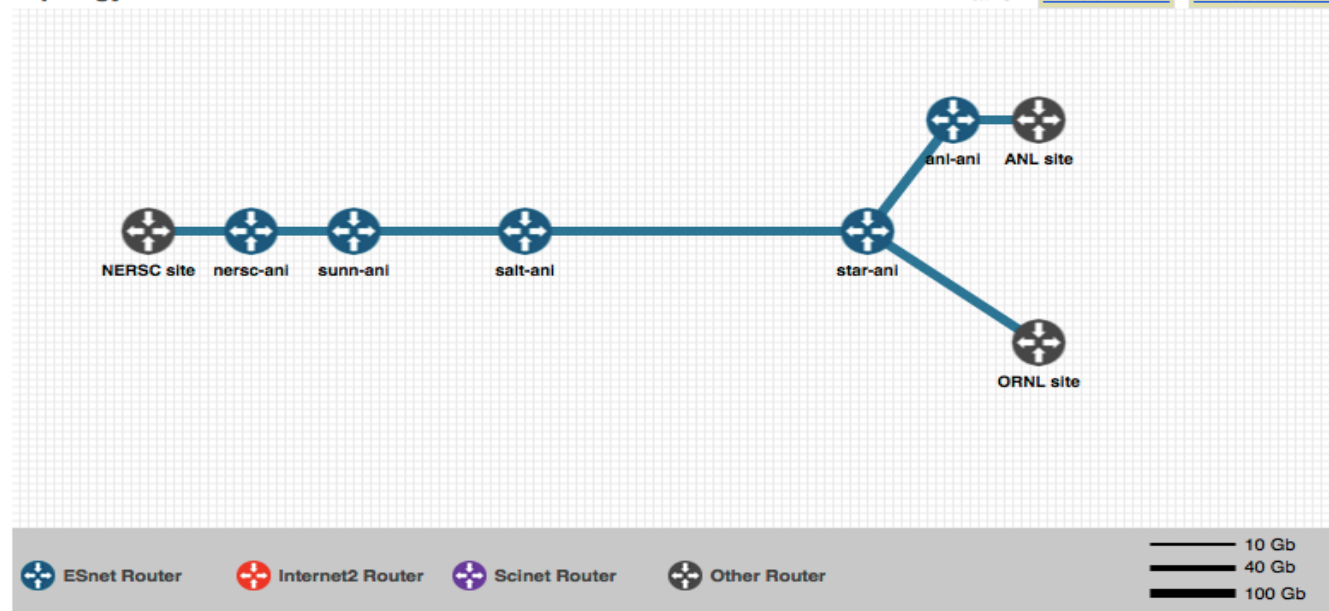 anl-ani ANL site
NERSC site nersc-ani sunn-ani salt-ani star-ani
ORNL site
ESnet Router Internet2 Router Scinet Router Other Router
10 Gb
40 Gb
100 Gb